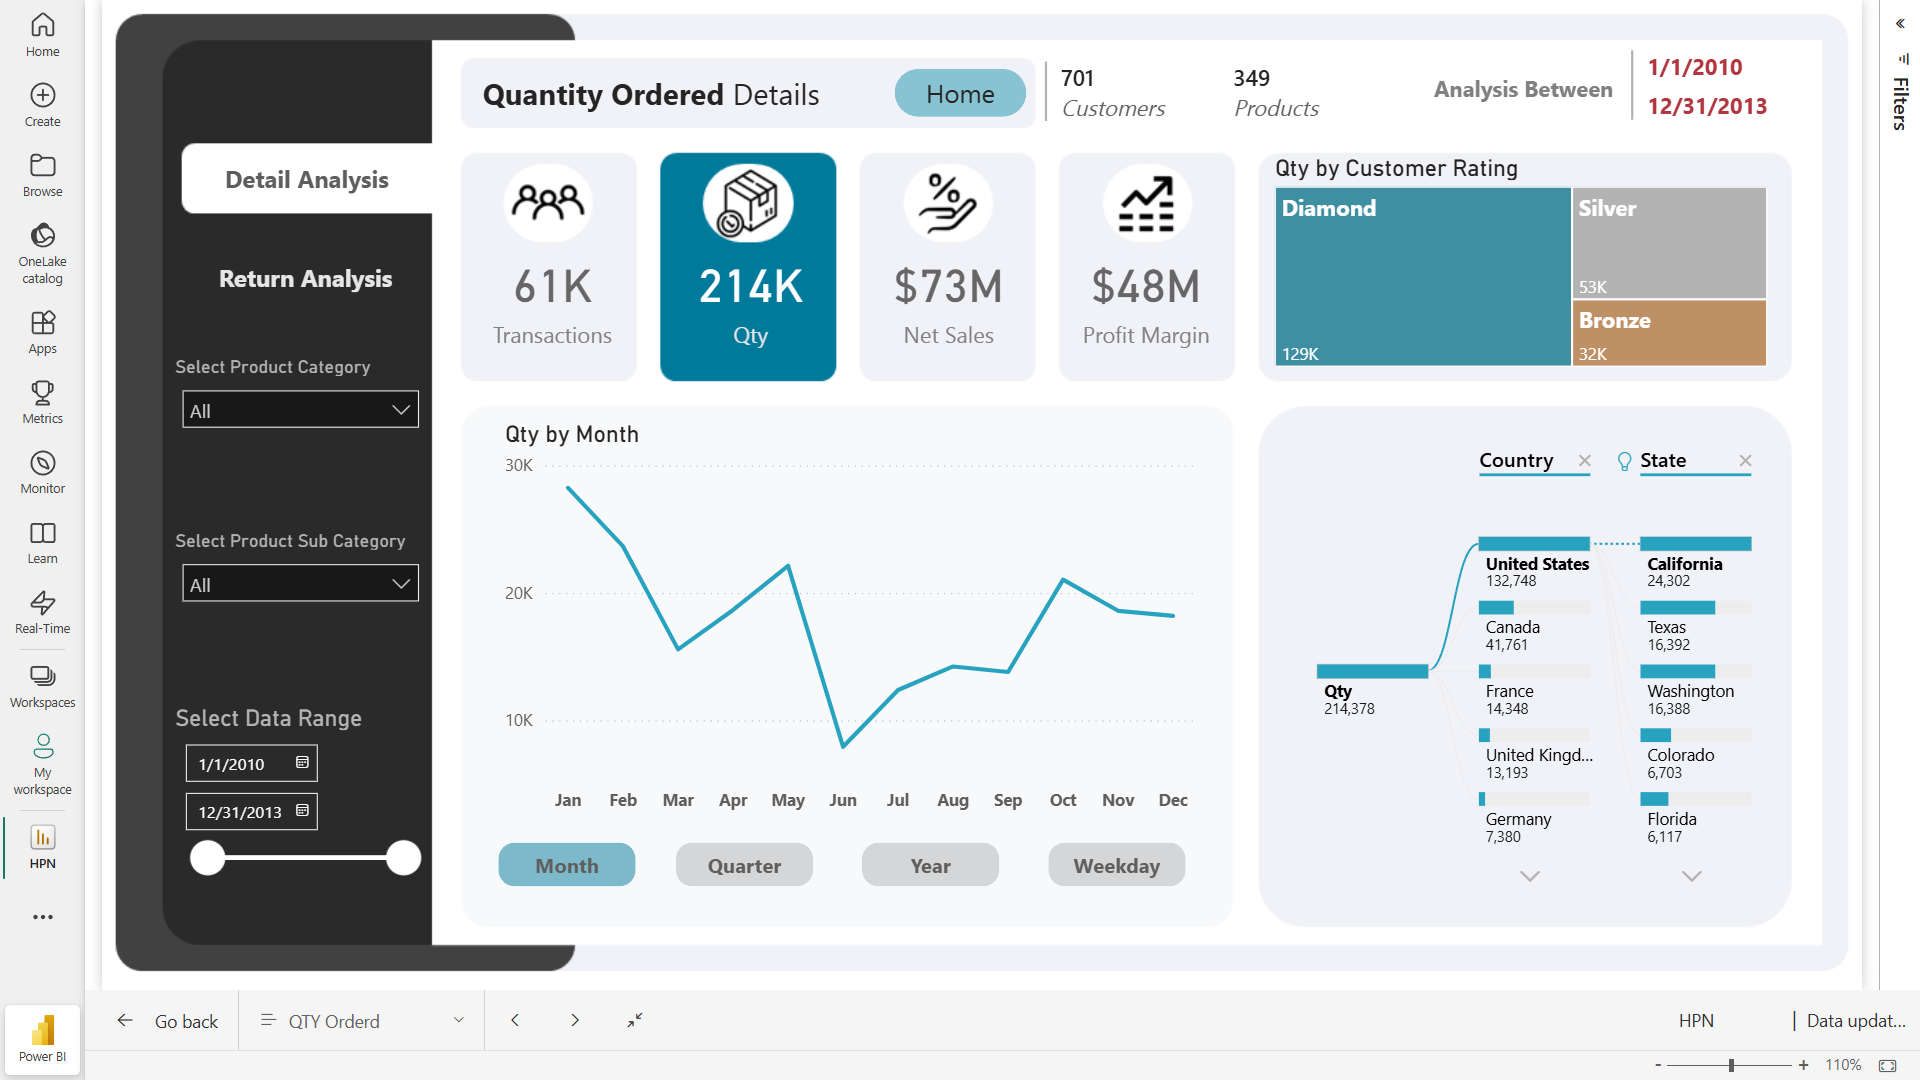 Home
Create
Browse
OneLake
catalog
Apps
Metrics
Monitor
Learn
Real-Time
Workspaces
My
workspace
HPN
Power BI
Detail Analysis
Return Analysis
Select Product Category
All
Select Product Sub Category
All
Select Data Range
1/1/2010
12/31/2013
Quantity Ordered Details
Home
701
Customers
349
Products
Analysis Between
1/1/2010
12/31/2013
61K
Transactions
214K
Qty
$73M
Net Sales
$48M
Profit Margin
Qty by Customer Rating
Diamond
129K
Silver
53K
Bronze
32K
Qty by Month
30K
20K
10K
Jan Feb Mar Apr May Jun Jul Aug Sep Oct Nov Dec
Month Quarter Year Weekday
Country
State
Qty
214,378
United States
132,748
Canada
41,761
France
14,348
United Kingd...
13,193
Germany
7,380
California
24,302
Texas
16,392
Washington
16,388
Colorado
6,703
Florida
6,117
Filters
Go back
QTY Orderd
HPN
| Data updat...
- + 110%